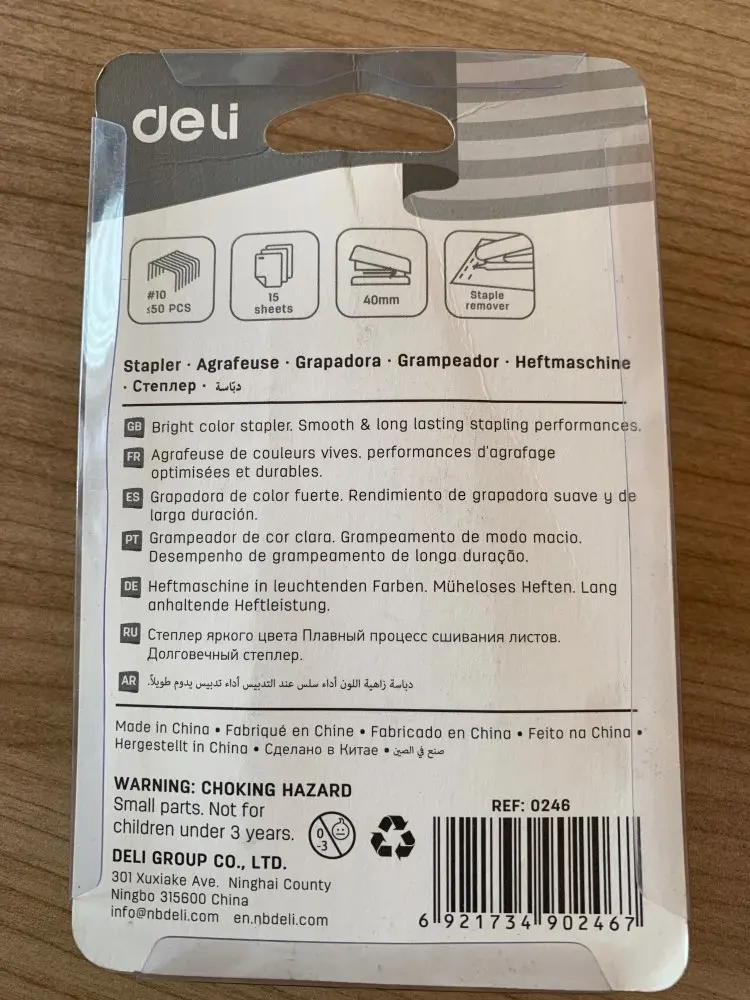 deli
#10
≤50 PCS
15
sheets
40mm
Staple
remover
Stapler · Agrafeuse · Grapadora · Grampeador · Heftmaschine
· Степлер · دبّاسة
GB Bright color stapler. Smooth & long lasting stapling performances.
FR Agrafeuse de couleurs vives. performances d'agrafage
optimisées et durables.
ES Grapadora de color fuerte. Rendimiento de grapadora suave y de
larga duración.
PT Grampeador de cor clara. Grampeamento de modo macio.
Desempenho de grampeamento de longa duração.
DE Heftmaschine in leuchtenden Farben. Müheloses Heften. Lang
anhaltende Heftleistung.
RU Степлер яркого цвета Плавный процесс сшивания листов.
Долговечный степлер.
AR دباسة زاهية اللون أداء سلس عند التدبيس أداء تدبيس يدوم طويلاً.
Made in China • Fabriqué en Chine • Fabricado en China • Feito na China •
Hergestellt in China • Сделано в Китае • صنع في الصين
WARNING: CHOKING HAZARD
Small parts. Not for
children under 3 years.
0-3
DELI GROUP CO., LTD.
301 Xuxiake Ave. Ninghai County
Ningbo 315600 China
info@nbdeli.com en.nbdeli.com
REF: 0246
6 921734 902467